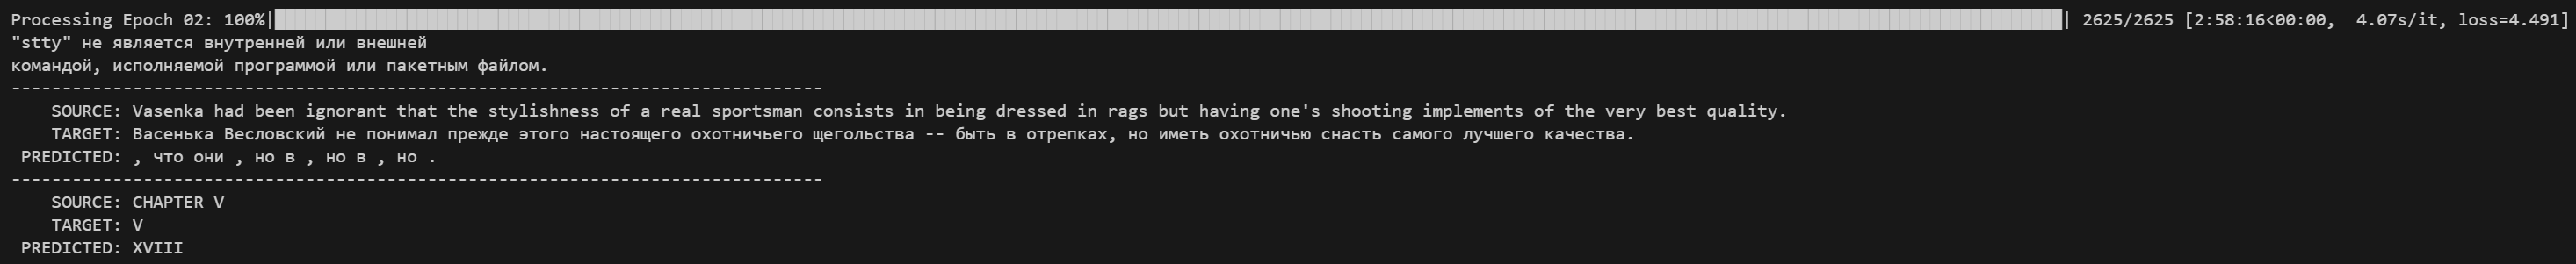 Processing Epoch 02: 100%| | 2625/2625 [2:58:16<00:00, 4.07s/it, loss=4.491]
"stty" не является внутренней или внешней
командой, исполняемой программой или пакетным файлом.
--------------------------------------------------------------------------------
SOURCE: Vasenka had been ignorant that the stylishness of a real sportsman consists in being dressed in rags but having one's shooting implements of the very best quality.
TARGET: Васенька Весловский не понимал прежде этого настоящего охотничьего щегольства -- быть в отрепках, но иметь охотничью снасть самого лучшего качества.
PREDICTED: , что они , но в , но в , но .
--------------------------------------------------------------------------------
SOURCE: CHAPTER V
TARGET: V
PREDICTED: XVIII